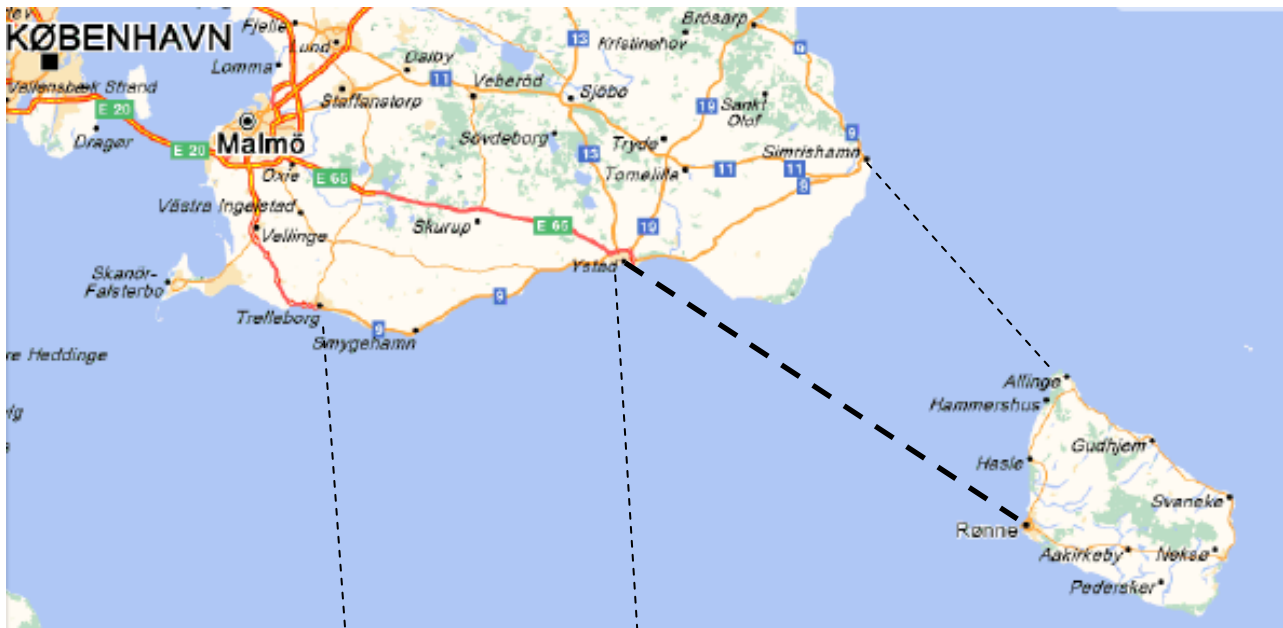 Brösarp
Fjelie
KØBENHAVN
Lund
13
Kristinehov
9
Dalby
Lomma
11
Veberöd
Vallensbæk Strand
Staffanstorp
Sjöbo
19
Sankt
Olof
E 20
Dragør
Malmö
E 20
Sövdeborg
13
Tryde
9
Simrishamn
Oxie
E 65
Tomelilla
11
11
9
Västra Ingelstad
Vellinge
Skurup
E 65
19
Ystad
Skanör-
Falsterbo
9
Trelleborg
9
Smygehamn
re Heddinge
Allinge
Hammershus
Gudhjem
Hasle
Svaneke
Rønne
Aakirkeby
Neksø
Pedersker